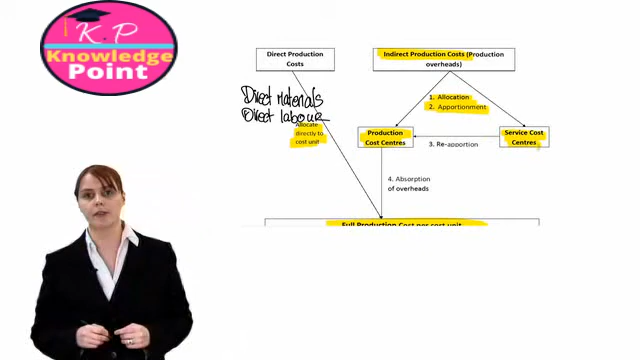 K.P
Knowledge
Point
Direct Production
Costs
Indirect Production Costs (Production
overheads)
Direct Materials
Direct labour
Allocate
directly to
cost unit
1. Allocation
2. Apportionment
Production
Cost Centres
3. Re-apportion
Service Cost
Centres
4. Absorption
of overheads
Full Production Cost per cost unit